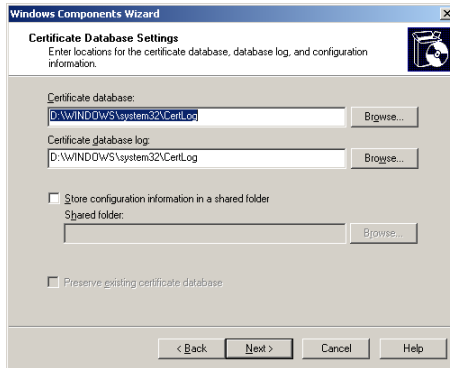 Windows Components Wizard
Certificate Database Settings
Enter locations for the certificate database, database log, and configuration
information.
Certificate database:
D:\WINDOWS\system32\CertLog
Browse...
Certificate database log:
D:\WINDOWS\system32\CertLog
Browse...
Store configuration information in a shared folder
Shared folder:
Browse...
Preserve existing certificate database
< Back
Next >
Cancel
Help